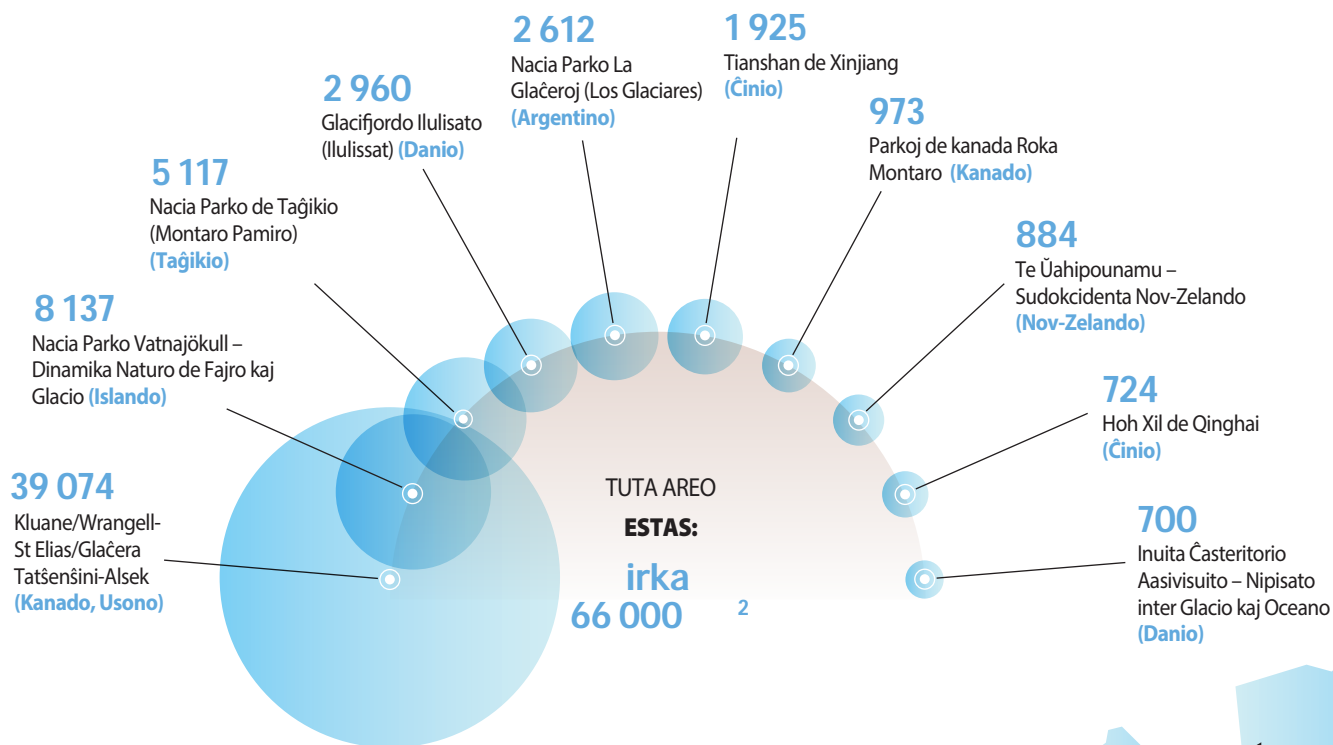 39 074
Kluane/Wrangell-
St Elias/Glaĉera
Tatŝenŝini-Alsek
(Kanado, Usono)
8 137
Nacia Parko Vatnajökull –
Dinamika Naturo de Fajro kaj
Glacio (Islando)
5 117
Nacia Parko de Taĝikio
(Montaro Pamiro)
(Taĝikio)
2 960
Glacifjordo Ilulisato
(Ilulissat) (Danio)
2 612
Nacia Parko La
Glaĉeroj (Los Glaciares)
(Argentino)
1 925
Tianshan de Xinjiang
(Ĉinio)
973
Parkoj de kanada Roka
Montaro (Kanado)
884
Te Ŭahipounamu –
Sudokcidenta Nov-Zelando
(Nov-Zelando)
724
Hoh Xil de Qinghai
(Ĉinio)
700
Inuita Ĉasteritorio
Aasivisuito – Nipisato
inter Glacio kaj Oceano
(Danio)
TUTA AREO
ESTAS:
irka
66 000 2